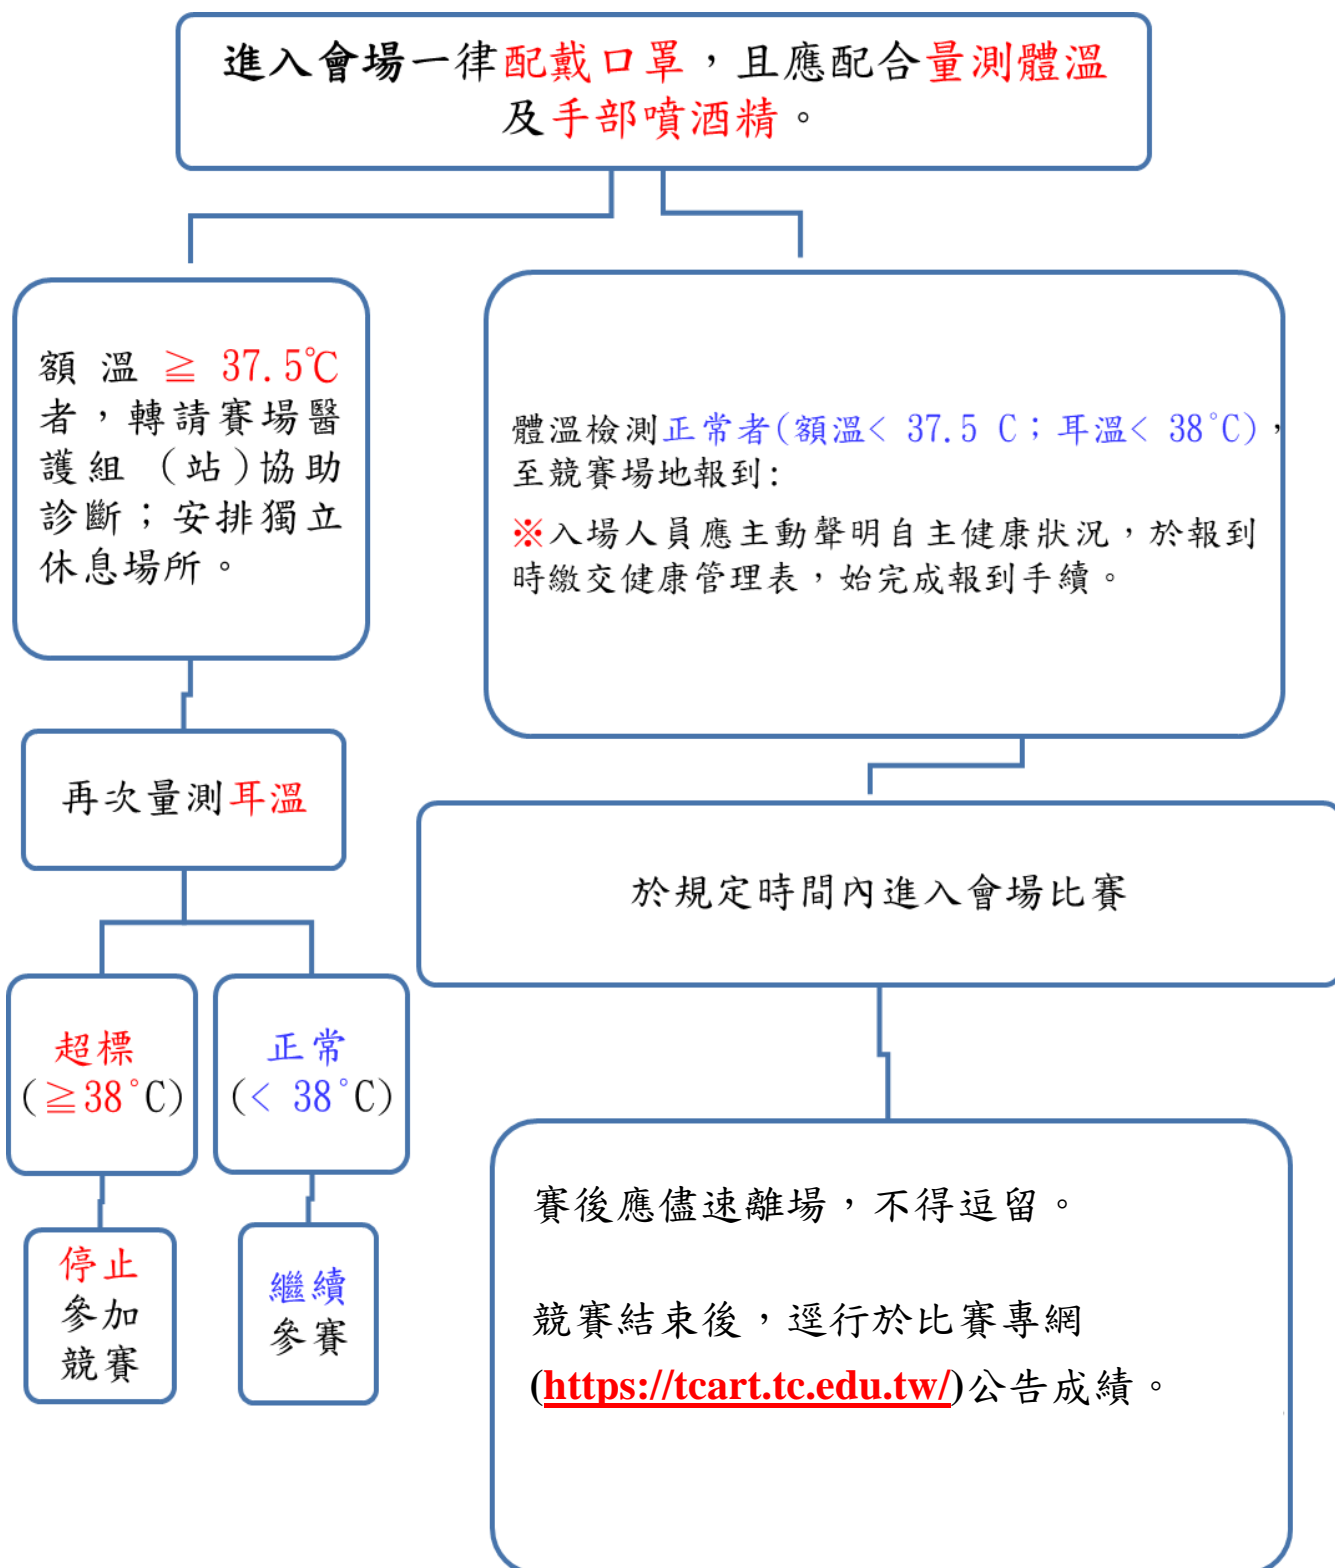 進入會場一律配戴口罩，且應配合量測體溫
及手部噴酒精。
額溫≧ 37.5℃
者，轉請賽場醫
護組（站）協助
診斷；安排獨立
休息場所。
體溫檢測正常者(額溫< 37.5 C；耳溫< 38°C)，
至競賽場地報到:
※入場人員應主動聲明自主健康狀況，於報到
時繳交健康管理表，始完成報到手續。
再次量測耳溫
於規定時間內進入會場比賽
超標
(≧38°C)
正常
(< 38°C)
停止
參加
競賽
繼續
參賽
賽後應儘速離場，不得逗留。
競賽結束後，逕行於比賽專網
(https://tcart.tc.edu.tw/)公告成績。